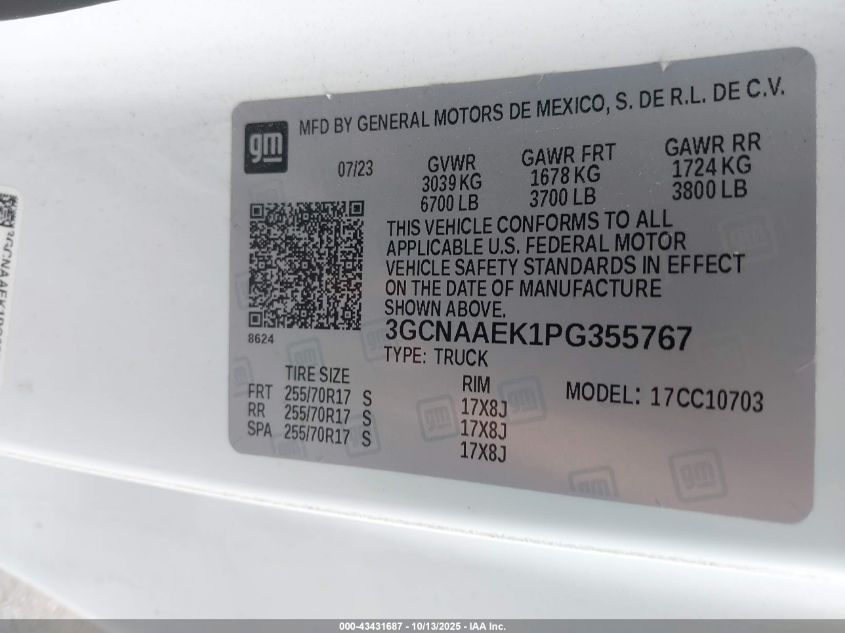 gm
MFD BY GENERAL MOTORS DE MEXICO, S. DE R.L. DE C.V.
07/23
GVWR
3039 KG
6700 LB
GAWR FRT
1678 KG
3700 LB
GAWR RR
1724 KG
3800 LB
THIS VEHICLE CONFORMS TO ALL
APPLICABLE U.S. FEDERAL MOTOR
VEHICLE SAFETY STANDARDS IN EFFECT
ON THE DATE OF MANUFACTURE
SHOWN ABOVE.
8624
3GCNAAEK1PG355767
TYPE: TRUCK
TIRE SIZE
RIM
MODEL: 17CC10703
FRT 255/70R17 S 17X8J
RR 255/70R17 S 17X8J
SPA 255/70R17 S 17X8J
000-43431687 - 10/13/2025 - IAA Inc.